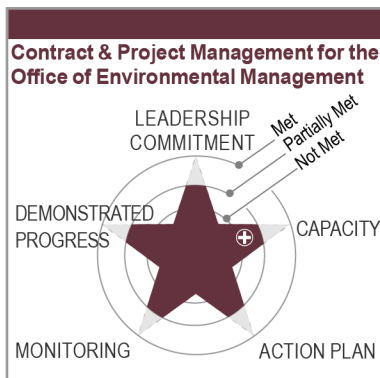 Contract & Project Management for the
Office of Environmental Management
LEADERSHIP
COMMITMENT
Met
Partially Met
Not Met
DEMONSTRATED
PROGRESS
CAPACITY
MONITORING
ACTION PLAN